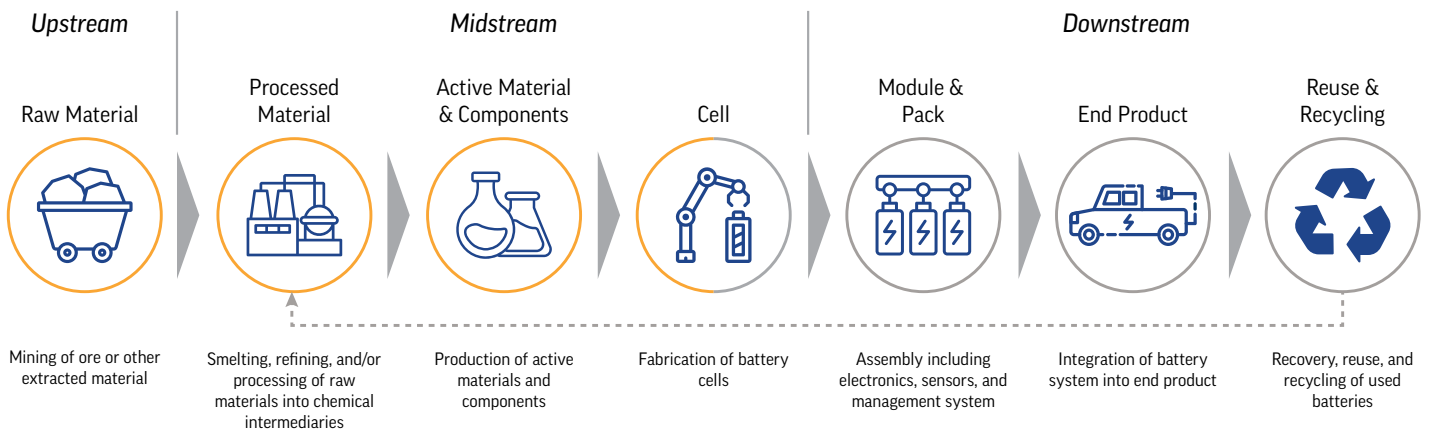 Upstream
Midstream
Downstream
Raw Material
Processed
Material
Active Material
& Components
Cell
Module &
Pack
End Product
Reuse &
Recycling
Mining of ore or other
extracted material
Smelting, refining, and/or
processing of raw
materials into chemical
intermediaries
Production of active
materials and
components
Fabrication of battery
cells
Assembly including
electronics, sensors, and
management system
Integration of battery
system into end product
Recovery, reuse, and
recycling of used
batteries